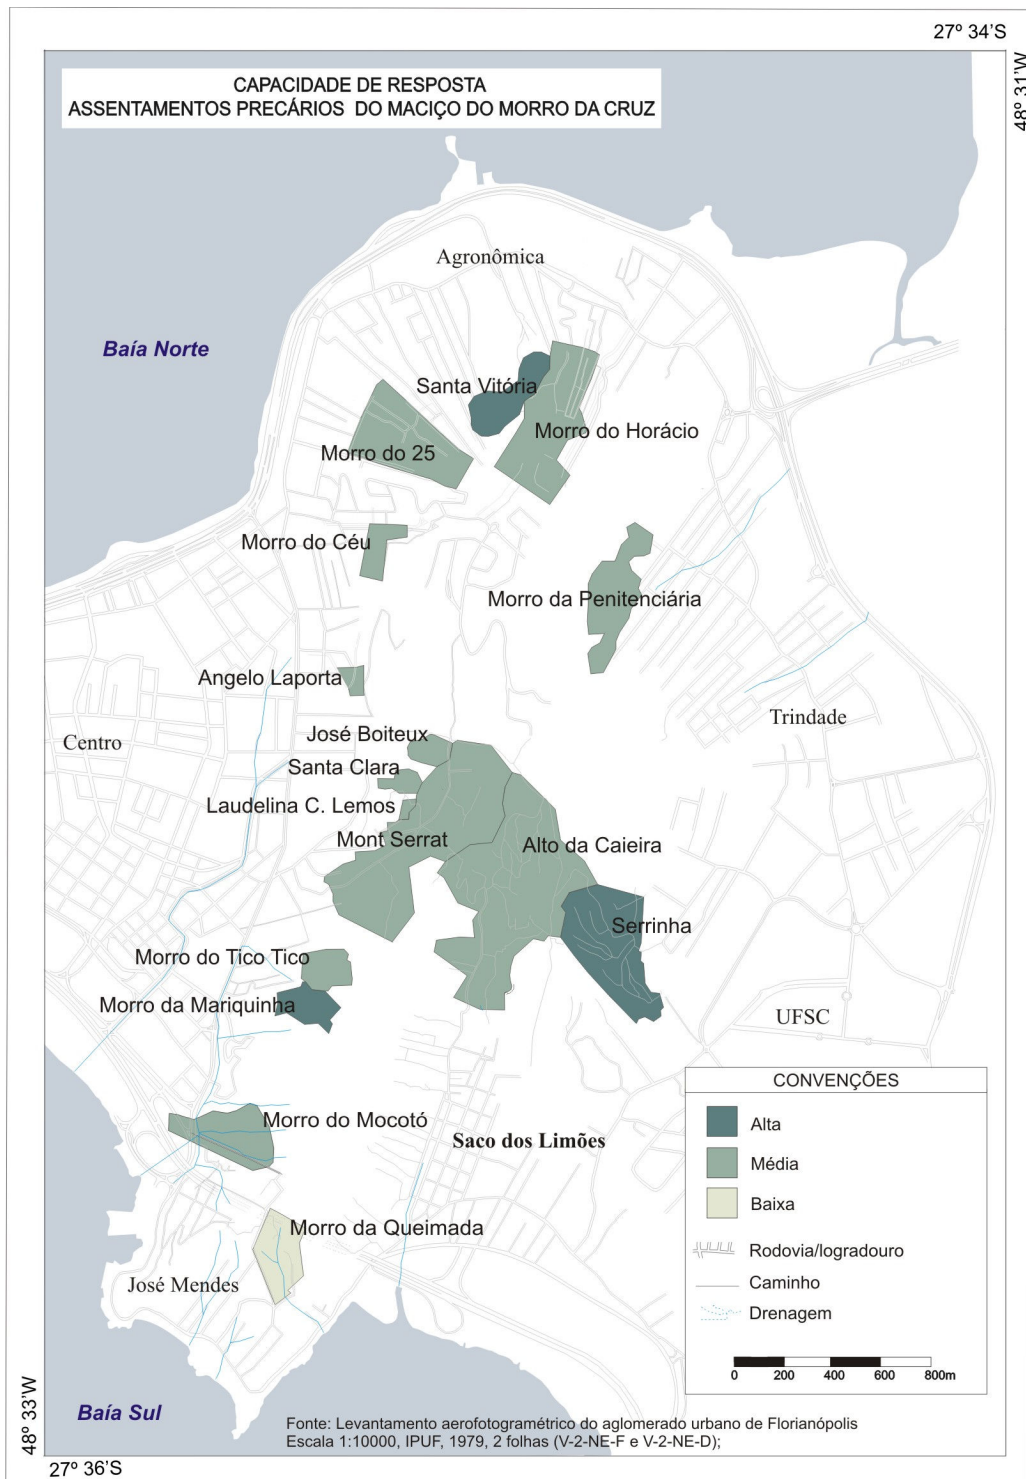 27º 34'S
48º 31'W
CAPACIDADE DE RESPOSTA
ASSENTAMENTOS PRECÁRIOS DO MACIÇO DO MORRO DA CRUZ
Agronômica
Baía Norte
Santa Vitória
Morro do Horácio
Morro do 25
Morro do Céu
Morro da Penitenciária
Angelo Laporta
Trindade
José Boiteux
Centro
Santa Clara
Laudelina C. Lemos
Mont Serrat
Alto da Caieira
Serrinha
Morro do Tico Tico
Morro da Mariquinha
UFSC
CONVENÇÕES
Alta
Média
Baixa
Rodovia/logradouro
Caminho
Drenagem
0 200 400 600 800m
Morro do Mocotó
Saco dos Limões
Morro da Queimada
José Mendes
Baía Sul
48º 33'W
Fonte: Levantamento aerofotogramétrico do aglomerado urbano de Florianópolis
Escala 1:10000, IPUF, 1979, 2 folhas (V-2-NE-F e V-2-NE-D);
27º 36'S